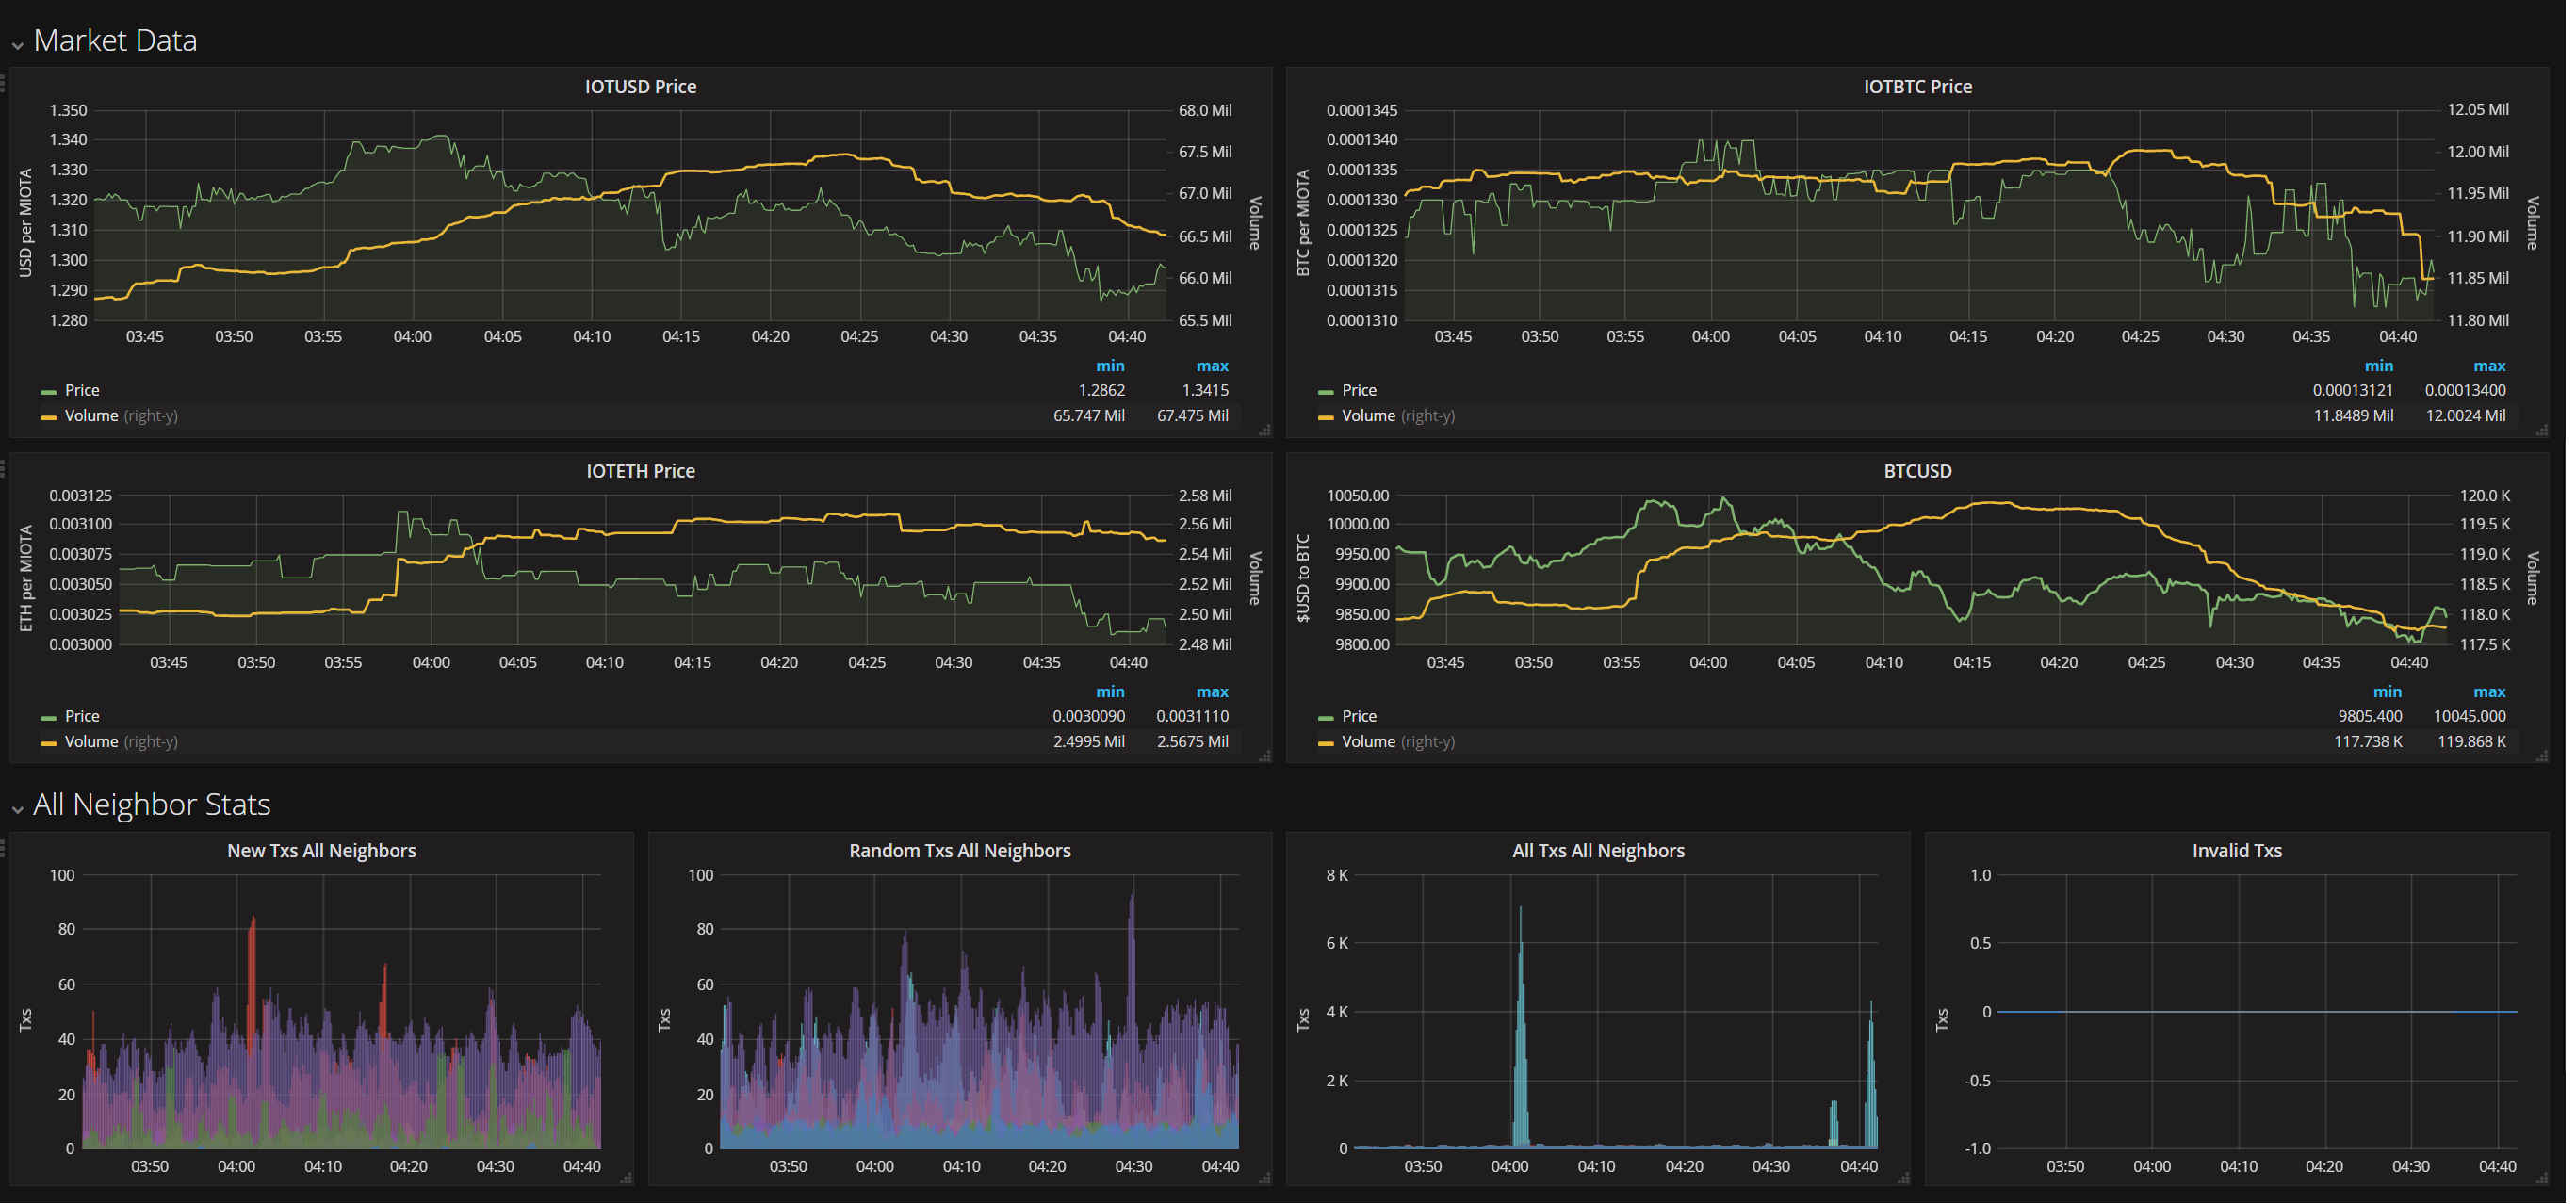 Market Data
IOTUSD Price
1.350
1.340
1.330
1.320
1.310
1.300
1.290
1.280
USD per MIOTA
68.0 Mil
67.5 Mil
67.0 Mil
66.5 Mil
66.0 Mil
65.5 Mil
Volume
03:45 03:50 03:55 04:00 04:05 04:10 04:15 04:20 04:25 04:30 04:35 04:40
min max
Price 1.2862 1.3415
Volume (right-y) 65.747 Mil 67.475 Mil
IOTBTC Price
0.0001345
0.0001340
0.0001335
0.0001330
0.0001325
0.0001320
0.0001315
0.0001310
BTC per MIOTA
12.05 Mil
12.00 Mil
11.95 Mil
11.90 Mil
11.85 Mil
11.80 Mil
Volume
03:45 03:50 03:55 04:00 04:05 04:10 04:15 04:20 04:25 04:30 04:35 04:40
min max
Price 0.00013121 0.00013400
Volume (right-y) 11.8489 Mil 12.0024 Mil
IOTETH Price
0.003125
0.003100
0.003075
0.003050
0.003025
0.003000
ETH per MIOTA
2.58 Mil
2.56 Mil
2.54 Mil
2.52 Mil
2.50 Mil
2.48 Mil
Volume
03:45 03:50 03:55 04:00 04:05 04:10 04:15 04:20 04:25 04:30 04:35 04:40
min max
Price 0.0030090 0.0031110
Volume (right-y) 2.4995 Mil 2.5675 Mil
BTCUSD
10050.00
10000.00
9950.00
9900.00
9850.00
9800.00
$USD to BTC
120.0 K
119.5 K
119.0 K
118.5 K
118.0 K
117.5 K
Volume
03:45 03:50 03:55 04:00 04:05 04:10 04:15 04:20 04:25 04:30 04:35 04:40
min max
Price 9805.400 10045.000
Volume (right-y) 117.738 K 119.868 K
All Neighbor Stats
New Txs All Neighbors
100
80
60
40
20
0
Txs
03:50 04:00 04:10 04:20 04:30 04:40
Random Txs All Neighbors
100
80
60
40
20
0
Txs
03:50 04:00 04:10 04:20 04:30 04:40
All Txs All Neighbors
8 K
6 K
4 K
2 K
0
Txs
03:50 04:00 04:10 04:20 04:30 04:40
Invalid Txs
1.0
0.5
0
-0.5
-1.0
Txs
03:50 04:00 04:10 04:20 04:30 04:40